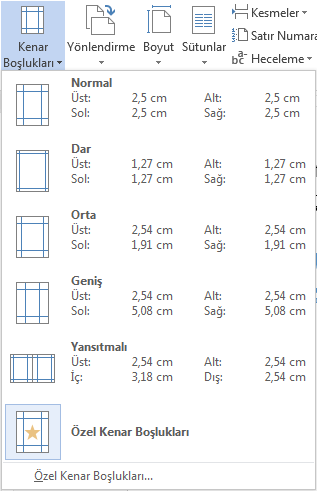 Kenar Boşlukları
Yönlendirme
Boyut
Sütunlar
Kesmeler
Satır Numara
Heceleme
Normal
Üst: 2,5 cm Alt: 2,5 cm
Sol: 2,5 cm Sağ: 2,5 cm
Dar
Üst: 1,27 cm Alt: 1,27 cm
Sol: 1,27 cm Sağ: 1,27 cm
Orta
Üst: 2,54 cm Alt: 2,54 cm
Sol: 1,91 cm Sağ: 1,91 cm
Geniş
Üst: 2,54 cm Alt: 2,54 cm
Sol: 5,08 cm Sağ: 5,08 cm
Yansıtmalı
Üst: 2,54 cm Alt: 2,54 cm
İç: 3,18 cm Dış: 2,54 cm
Özel Kenar Boşlukları
Özel Kenar Boşlukları...